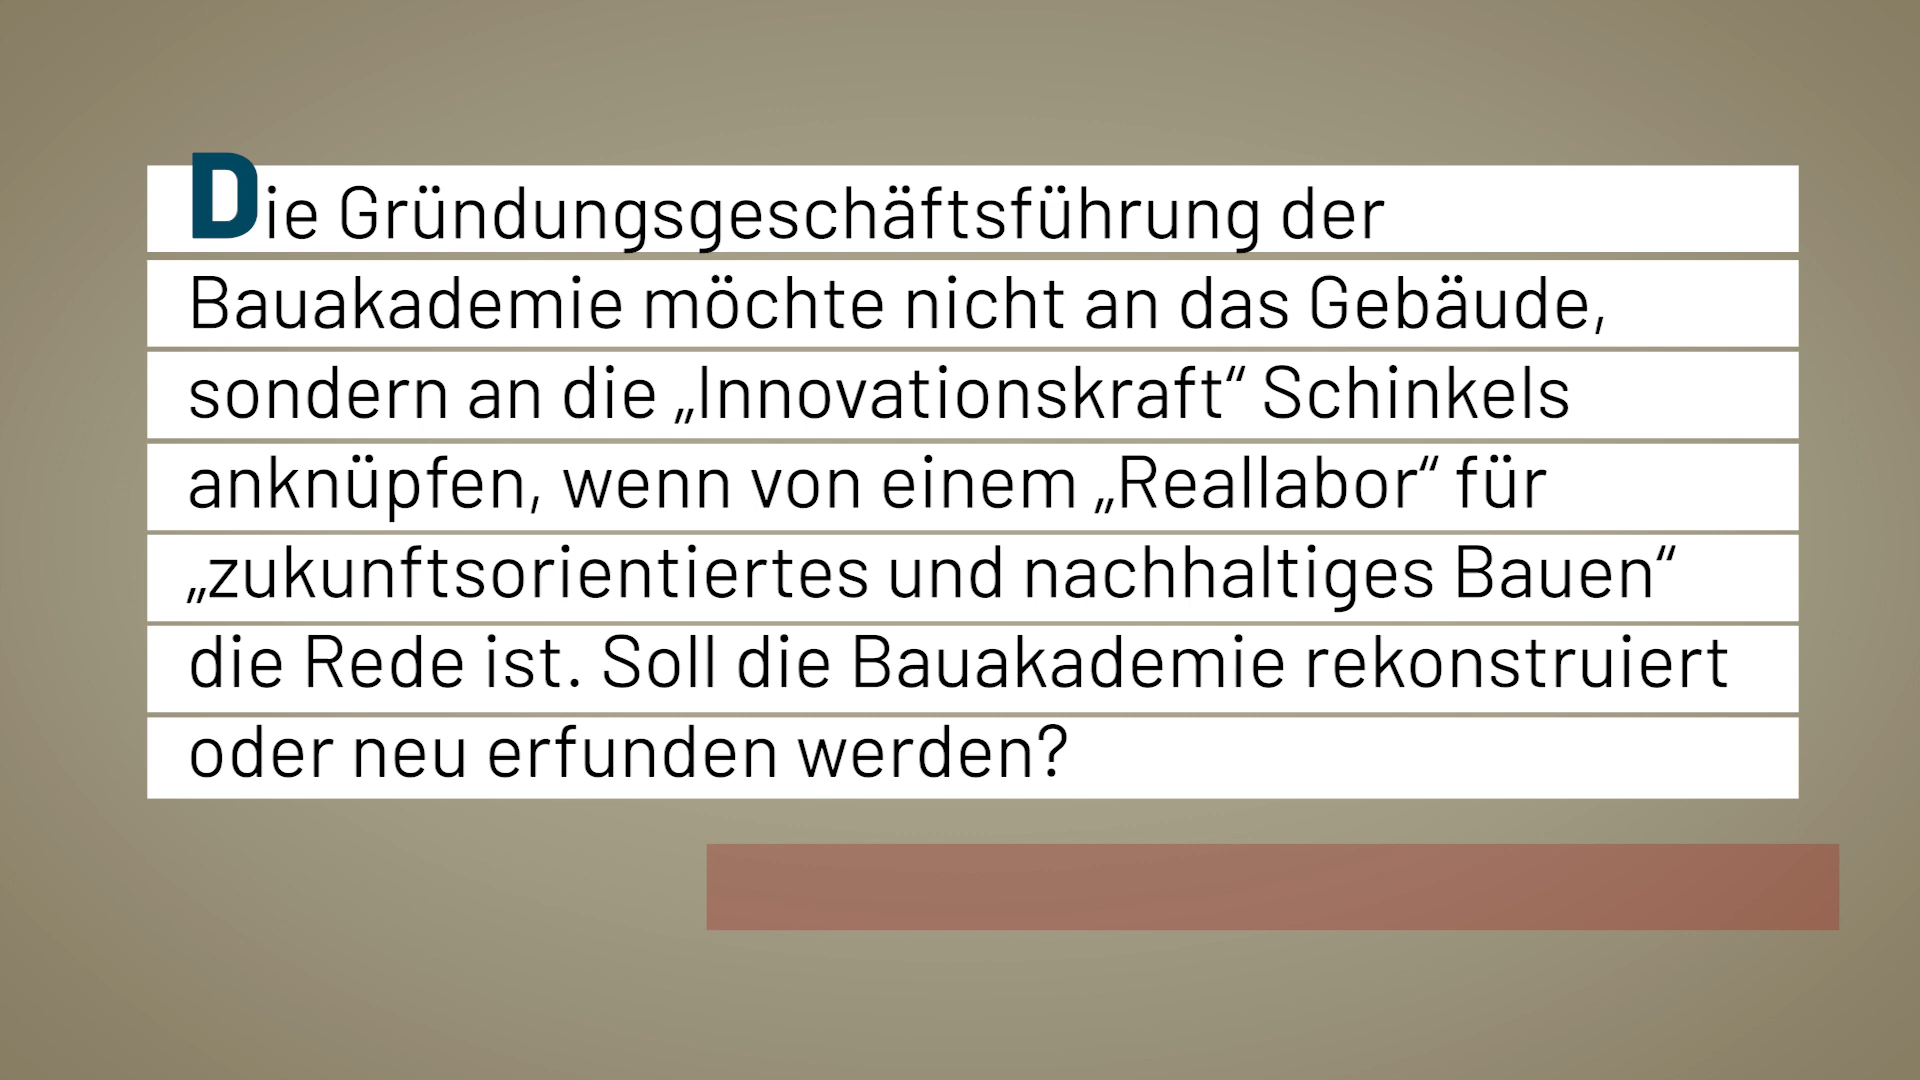 Die Gründungsgeschäftsführung der
Bauakademie möchte nicht an das Gebäude,
sondern an die „Innovationskraft“ Schinkels
anknüpfen, wenn von einem „Reallabor“ für
„zukunftsorientiertes und nachhaltiges Bauen“
die Rede ist. Soll die Bauakademie rekonstruiert
oder neu erfunden werden?